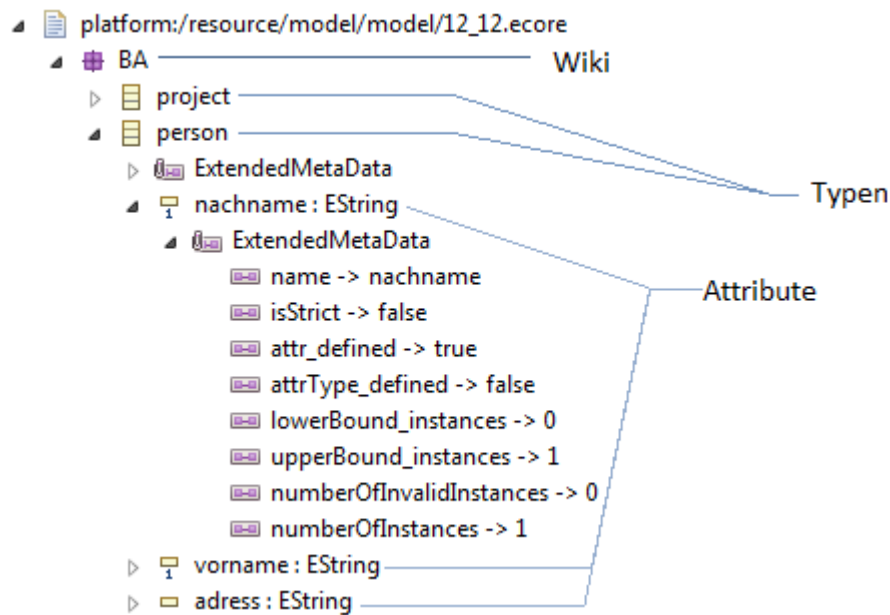 platform:/resource/model/model/12_12.ecore
BA
Wiki
project
person
ExtendedMetaData
Typen
nachname : EString
ExtendedMetaData
name -> nachname
Attribute
isStrict -> false
attr_defined -> true
attrType_defined -> false
lowerBound_instances -> 0
upperBound_instances -> 1
numberOfInvalidInstances -> 0
numberOfInstances -> 1
vorname : EString
adress : EString